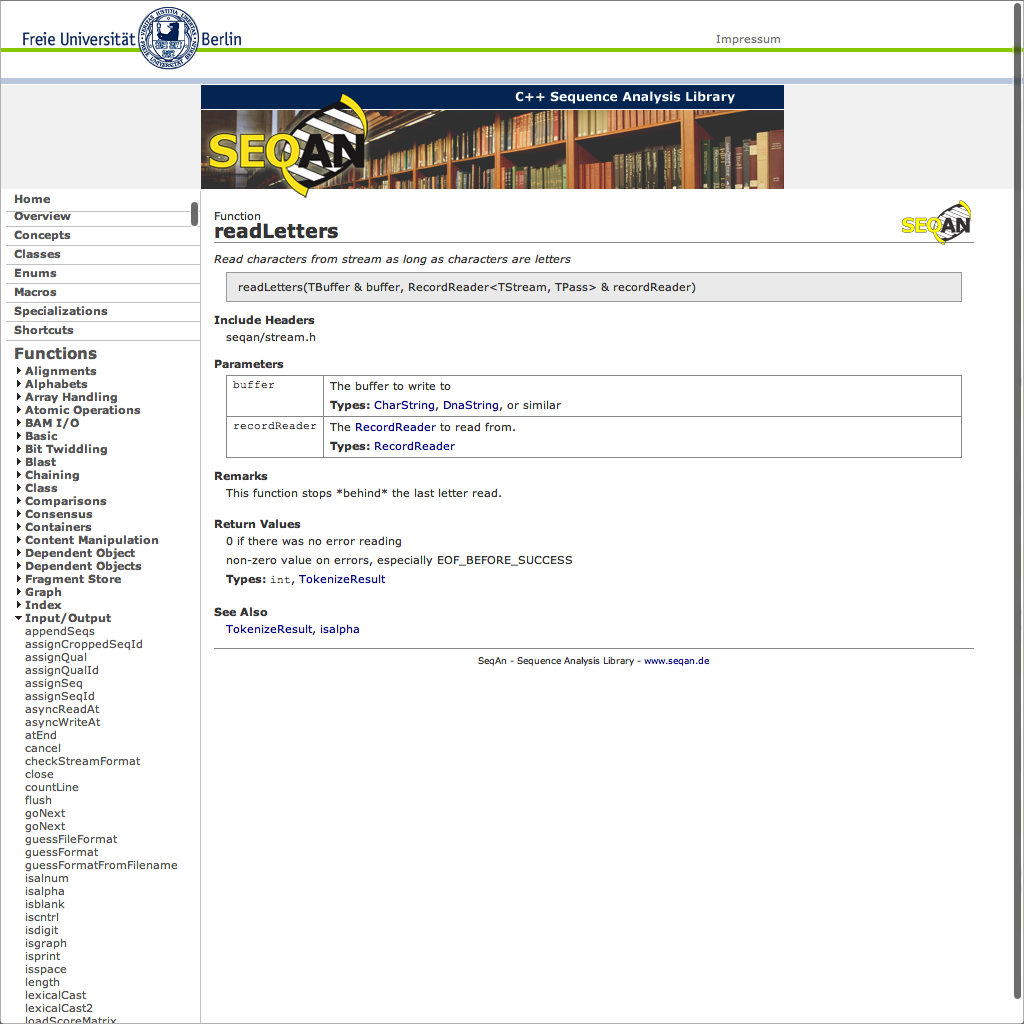 Freie Universität Berlin
Impressum
C++ Sequence Analysis Library
SEQAN
Home
Overview
Concepts
Classes
Enums
Macros
Specializations
Shortcuts
Functions
Alignments
Alphabets
Array Handling
Atomic Operations
BAM I/O
Basic
Bit Twiddling
Blast
Chaining
Class
Comparisons
Consensus
Containers
Content Manipulation
Dependent Object
Dependent Objects
Fragment Store
Graph
Index
Input/Output
appendSeqs
assignCroppedSeqId
assignQual
assignQualId
assignSeq
assignSeqId
asyncReadAt
asyncWriteAt
atEnd
cancel
checkStreamFormat
close
countLine
flush
goNext
goNext
guessFileFormat
guessFormat
guessFormatFromFilename
isalnum
isalpha
isblank
iscntrl
isdigit
isgraph
isprint
isspace
length
lexicalCast
lexicalCast2
loadScoreMatrix
Function
readLetters
SEQAN
Read characters from stream as long as characters are letters
readLetters(TBuffer & buffer, RecordReader<TStream, TPass> & recordReader)
Include Headers
seqan/stream.h
Parameters
buffer
The buffer to write to
Types: CharString, DnaString, or similar
recordReader
The RecordReader to read from.
Types: RecordReader
Remarks
This function stops *behind* the last letter read.
Return Values
0 if there was no error reading
non-zero value on errors, especially EOF_BEFORE_SUCCESS
Types: int, TokenizeResult
See Also
TokenizeResult, isalpha
SeqAn - Sequence Analysis Library - www.seqan.de